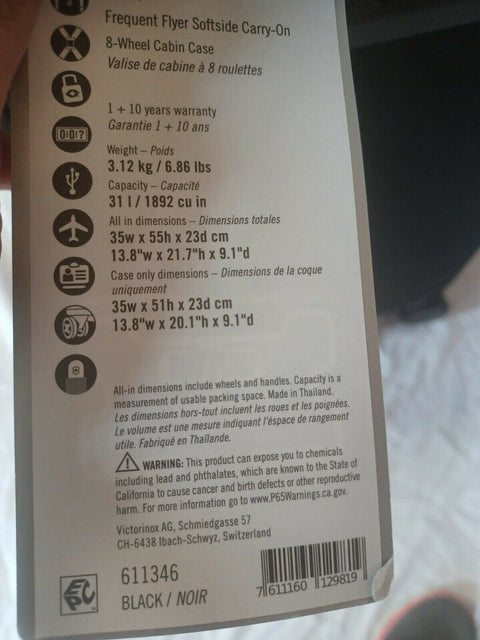 Frequent Flyer Softside Carry-On
8-Wheel Cabin Case
Valise de cabine à 8 roulettes
1 + 10 years warranty
Garantie 1 + 10 ans
007
Weight – Poids
3.12 kg / 6.86 lbs
Capacity – Capacité
31 l / 1892 cu in
All in dimensions – Dimensions totales
35w x 55h x 23d cm
13.8"w x 21.7"h x 9.1"d
Case only dimensions – Dimensions de la coque
uniquement
35w x 51h x 23d cm
13.8"w x 20.1"h x 9.1"d
All-in dimensions include wheels and handles. Capacity is a
measurement of usable packing space. Made in Thailand.
Les dimensions hors-tout incluent les roues et les poignées.
Le volume est une mesure indiquant l'éspace de rangement
utile. Fabriqué en Thaïlande.
WARNING: This product can expose you to chemicals
including lead and phthalates, which are known to the State of
California to cause cancer and birth defects or other reproductive
harm. For more information go to www.P65Warnings.ca.gov.
Victorinox AG, Schmiedgasse 57
CH-6438 Ibach-Schwyz, Switzerland
EPC
611346
BLACK / NOIR
7 611160 129819